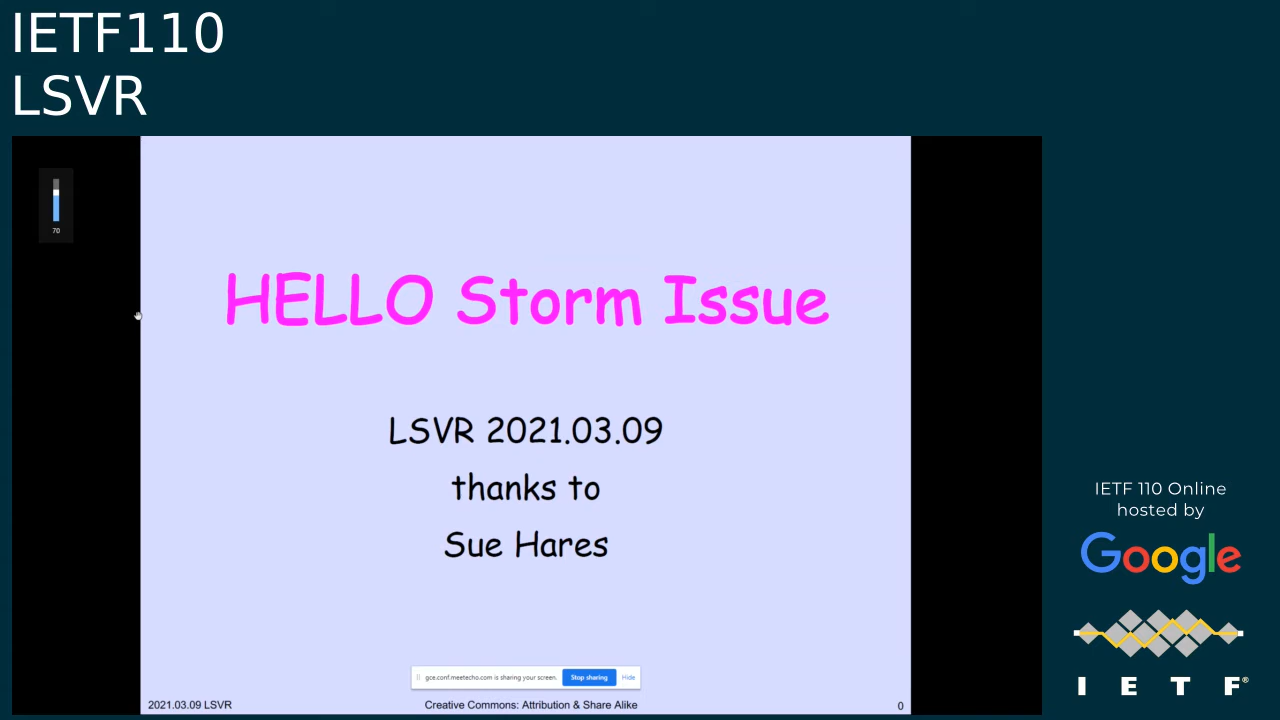 IETF110
LSVR
70
HELLO Storm Issue
LSVR 2021.03.09
thanks to
Sue Hares
gce.conf.meetecho.com is sharing your screen.
Stop sharing
Hide
2021.03.09 LSVR
Creative Commons: Attribution & Share Alike
0
IETF 110 Online
hosted by
Google
I E T F®